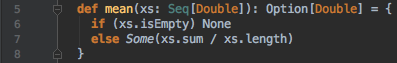 5 def mean(xs: Seq[Double]): Option[Double] = {
6   if (xs.isEmpty) None
7   else Some(xs.sum / xs.length)
8 }